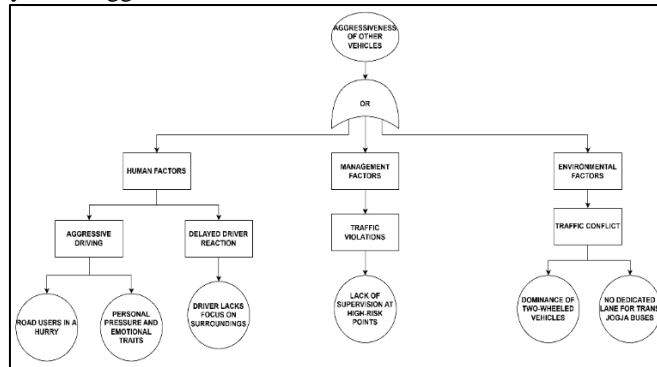 AGGRESSIVENESS
OF OTHER
VEHICLES
OR
HUMAN FACTORS
MANAGEMENT
FACTORS
ENVIRONMENTAL
FACTORS
AGGRESSIVE
DRIVING
DELAYED DRIVER
REACTION
TRAFFIC
VIOLATIONS
TRAFFIC CONFLICT
ROAD USERS IN A
HURRY
PERSONAL
PRESSURE AND
EMOTIONAL
TRAITS
DRIVER LACKS
FOCUS ON
SURROUNDINGS
LACK OF
SUPERVISION AT
HIGH-RISK
POINTS
DOMINANCE OF
TWO-WHEELED
VEHICLES
NO DEDICATED
LANE FOR TRANS
JOGJA BUSES